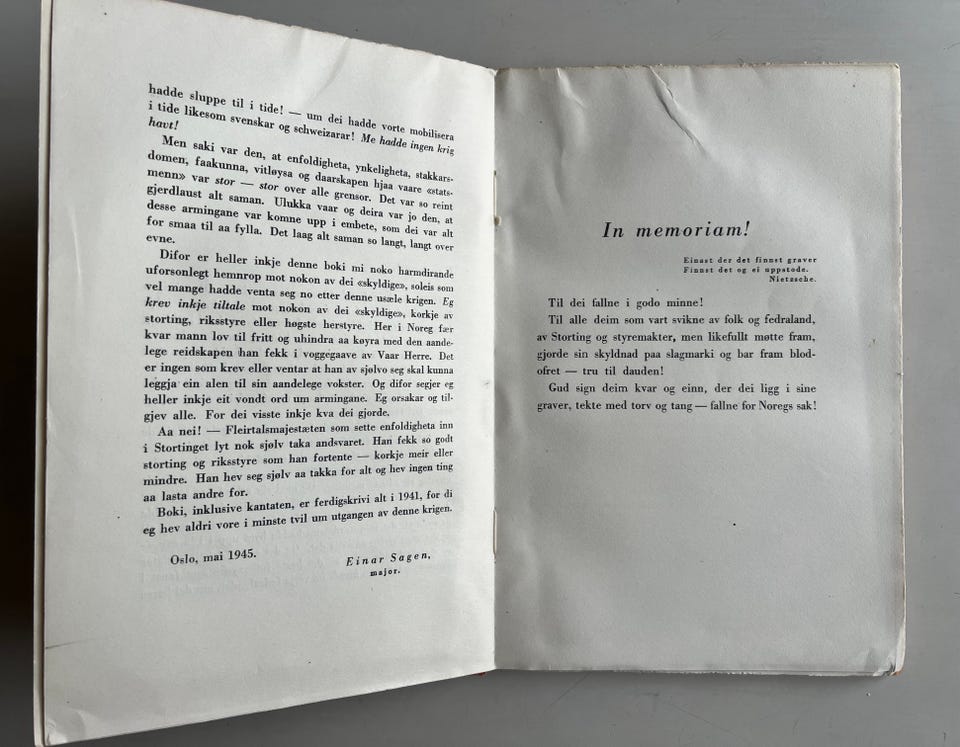 hadde sluppe til i tide! — um dei hadde vorte mobilisera
i tide likesom svenskar og schweizarar! Me hadde ingen krig
havt!
Men saki var den, at enfoldigheta, ynkeligheta, stakkars-
domen, faakunna, vitløysa og daarskapen hjaa vaare «stats-
menn» var stor — stor over alle grensor. Det var so reint
gjerdlaust alt saman. Ulukka vaar og deira var jo den, at
desse armingane var komne upp i embete, som dei var alt
for smaa til aa fylla. Det laag alt saman so langt, langt over
evne.
Difor er heller inkje denne boki mi noko harmdirande
uforsonlegt hemnrop mot nokon av dei «skyldige», soleis som
vel mange hadde venta seg no etter denne usæle krigen. Eg
krev inkje tiltale mot nokon av dei «skyldige», korkje av
storting, riksstyre eller høgste herstyre. Her i Noreg fær
kvar mann lov til fritt og uhindra aa køyra med den aande-
lege reidskapen han fekk i voggegaave av Vaar Herre. Det
er ingen som krev eller ventar at han av sjølvo seg skal kunna
leggja ein alen til sin aandelege vokster. Og difor segjer eg
heller inkje eit vondt ord um armingane. Eg orsakar og til-
gjev alle. For dei visste inkje kva dei gjorde.
Aa nei! — Fleirtalsmajestæten som sette enfoldigheta inn
i Stortinget lyt nok sjølv taka andsvaret. Han fekk so godt
storting og riksstyre som han fortente — korkje meir eller
mindre. Han hev seg sjølv aa takka for alt og hev ingen ting
aa lasta andre for.
Boki, inklusive kantaten, er ferdigskrivi alt i 1941, for di
eg hev aldri vore i minste tvil um utgangen av denne krigen.
Oslo, mai 1945.
Einar Sagen,
major.
In memoriam!
Einast der det finnst graver
Finnst det og ei uppstode.
Nietzsche.
Til dei fallne i godo minne!
Til alle deim som vart svikne av folk og fedraland,
av Storting og styremakter, men likefullt møtte fram,
gjorde sin skyldnad paa slagmarki og bar fram blod-
ofret — tru til dauden!
Gud sign deim kvar og einn, der dei ligg i sine
graver, tekte med torv og tang — fallne for Noregs sak!